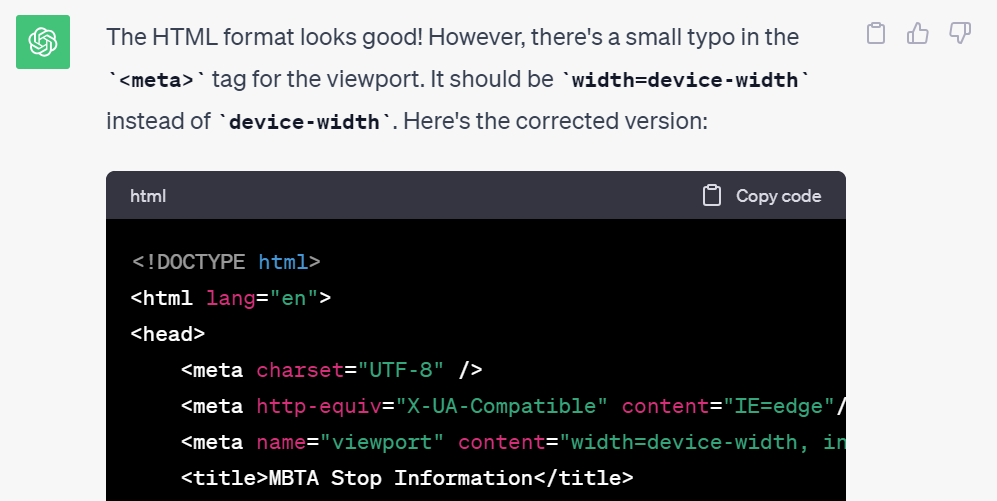 The HTML format looks good! However, there's a small typo in the
`<meta>` tag for the viewport. It should be `width=device-width`
instead of `device-width`. Here's the corrected version:
html Copy code
<!DOCTYPE html>
<html lang="en">
<head>
<meta charset="UTF-8" />
<meta http-equiv="X-UA-Compatible" content="IE=edge"/
<meta name="viewport" content="width=device-width, in
<title>MBTA Stop Information</title>